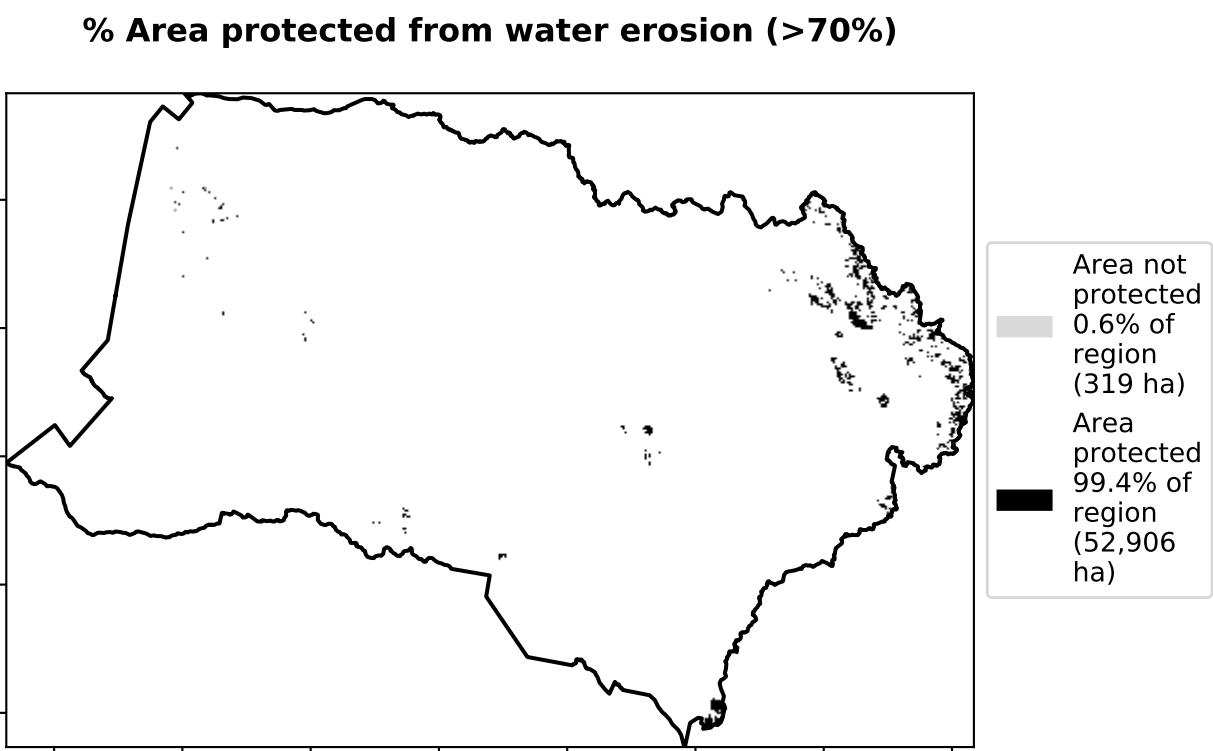 % Area protected from water erosion (>70%)
Area not
protected
0.6% of
region
(319 ha)
Area
protected
99.4% of
region
(52,906
ha)